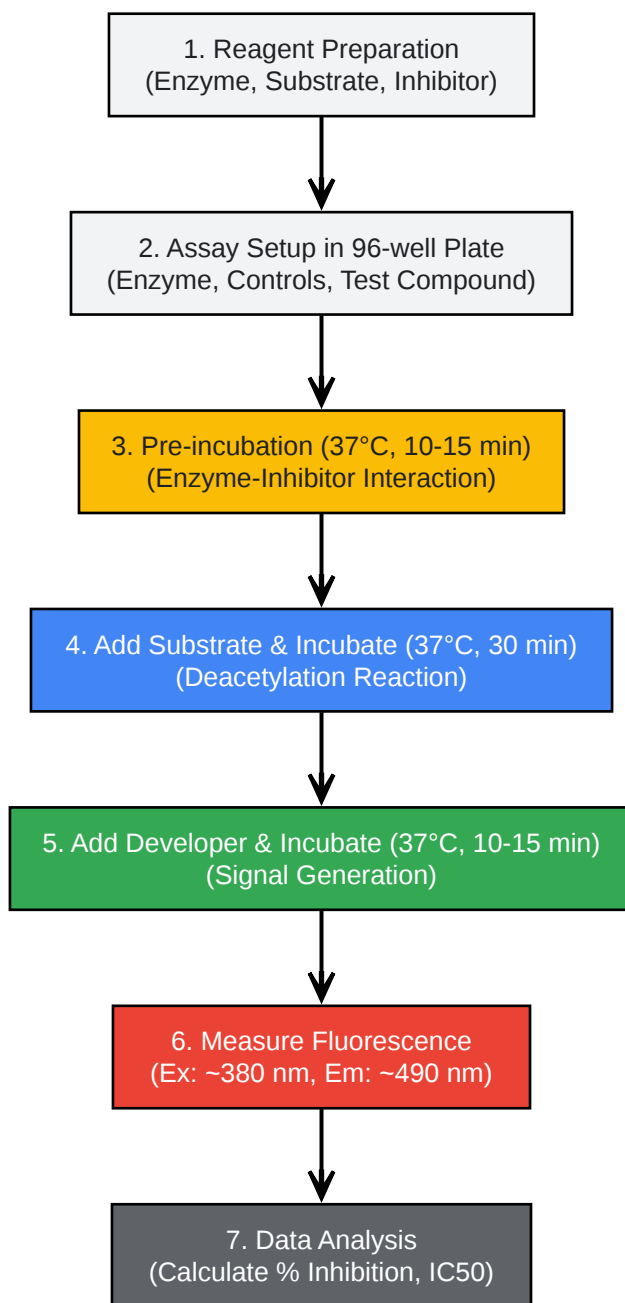 1. Reagent Preparation
(Enzyme, Substrate, Inhibitor)
2. Assay Setup in 96-well Plate
(Enzyme, Controls, Test Compound)
3. Pre-incubation (37°C, 10-15 min)
(Enzyme-Inhibitor Interaction)
4. Add Substrate & Incubate (37°C, 30 min)
(Deacetylation Reaction)
5. Add Developer & Incubate (37°C, 10-15 min)
(Signal Generation)
6. Measure Fluorescence
(Ex: ~380 nm, Em: ~490 nm)
7. Data Analysis
(Calculate % Inhibition, IC50)